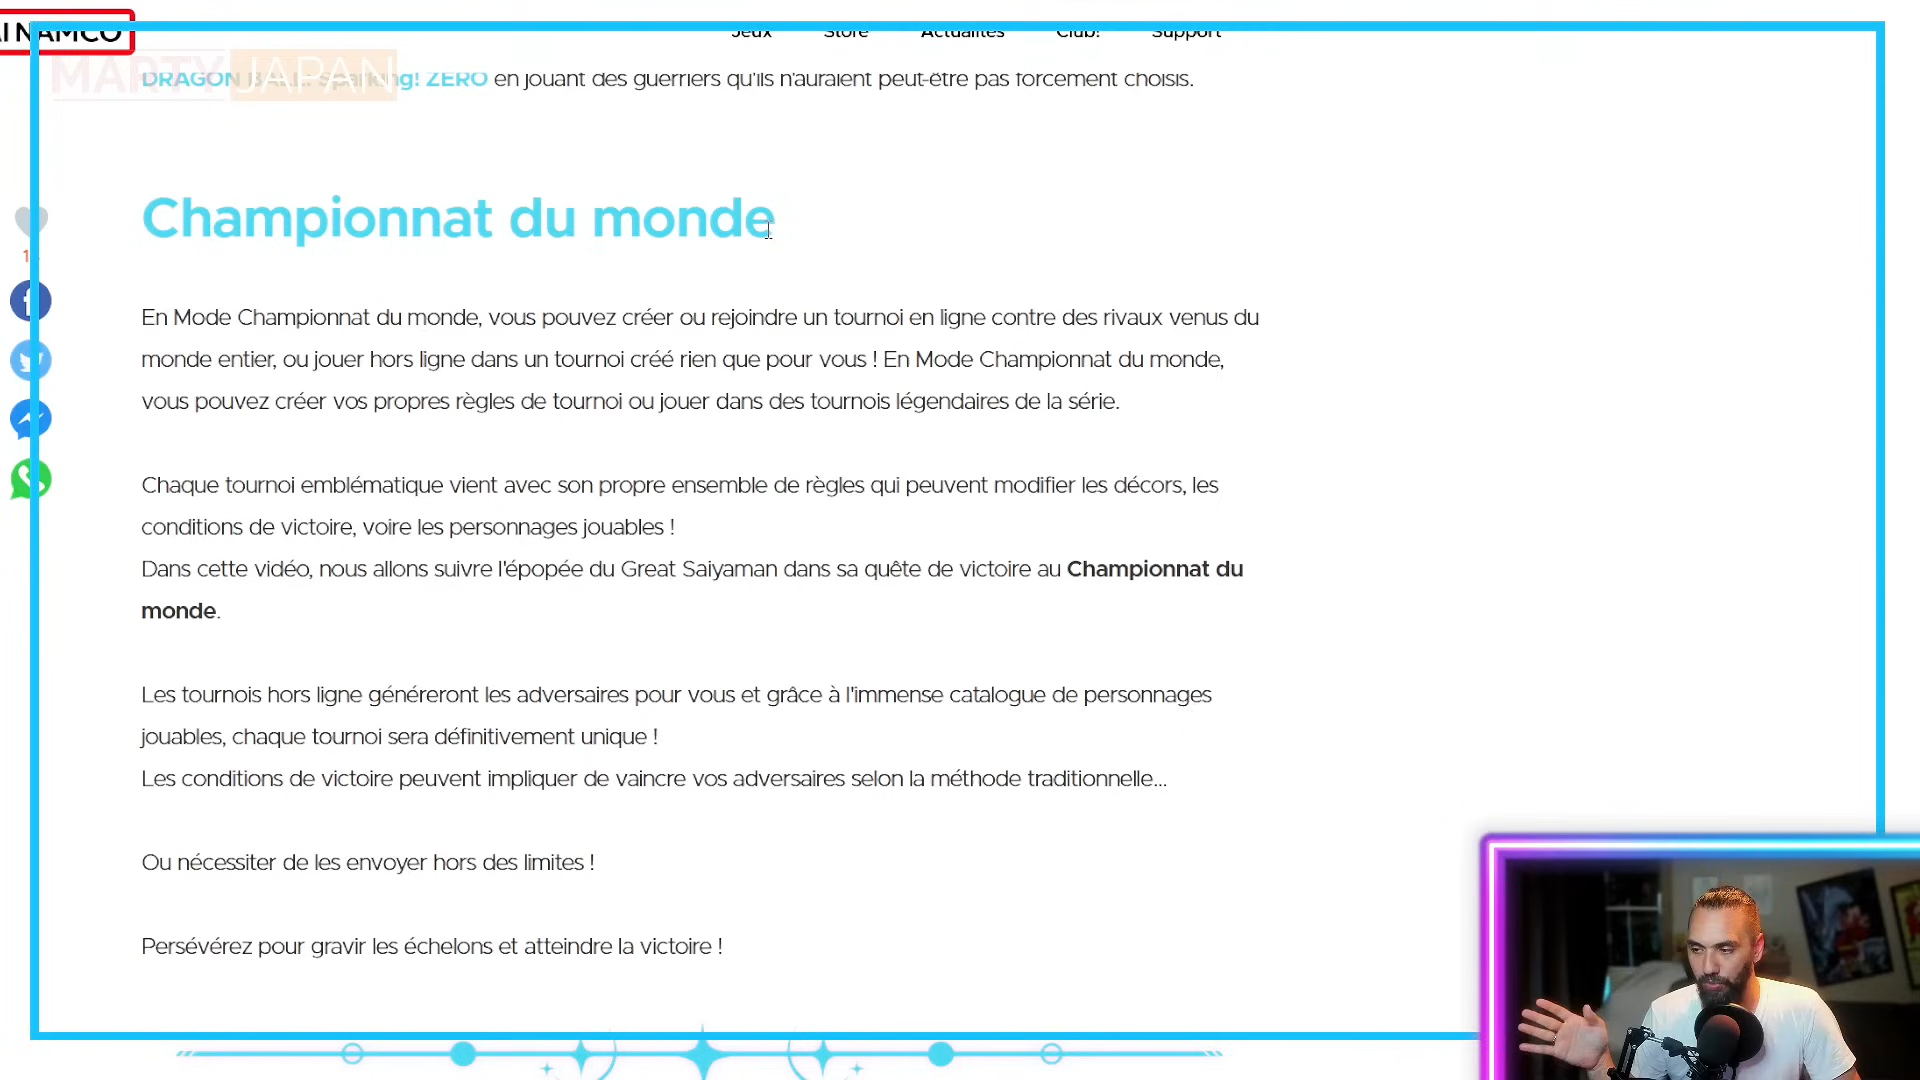 NAMCO
Jeux Store Actualités Club! Support
MARTY JAPAN
DRAGON BALL: Sparking! ZERO en jouant des guerriers qu'ils n'auraient peut-être pas forcement choisis.
Championnat du monde
En Mode Championnat du monde, vous pouvez créer ou rejoindre un tournoi en ligne contre des rivaux venus du
monde entier, ou jouer hors ligne dans un tournoi créé rien que pour vous ! En Mode Championnat du monde,
vous pouvez créer vos propres règles de tournoi ou jouer dans des tournois légendaires de la série.
Chaque tournoi emblématique vient avec son propre ensemble de règles qui peuvent modifier les décors, les
conditions de victoire, voire les personnages jouables !
Dans cette vidéo, nous allons suivre l'épopée du Great Saiyaman dans sa quête de victoire au Championnat du
monde.
Les tournois hors ligne généreront les adversaires pour vous et grâce à l'immense catalogue de personnages
jouables, chaque tournoi sera définitivement unique !
Les conditions de victoire peuvent impliquer de vaincre vos adversaires selon la méthode traditionnelle...
Ou nécessiter de les envoyer hors des limites !
Persévérez pour gravir les échelons et atteindre la victoire !